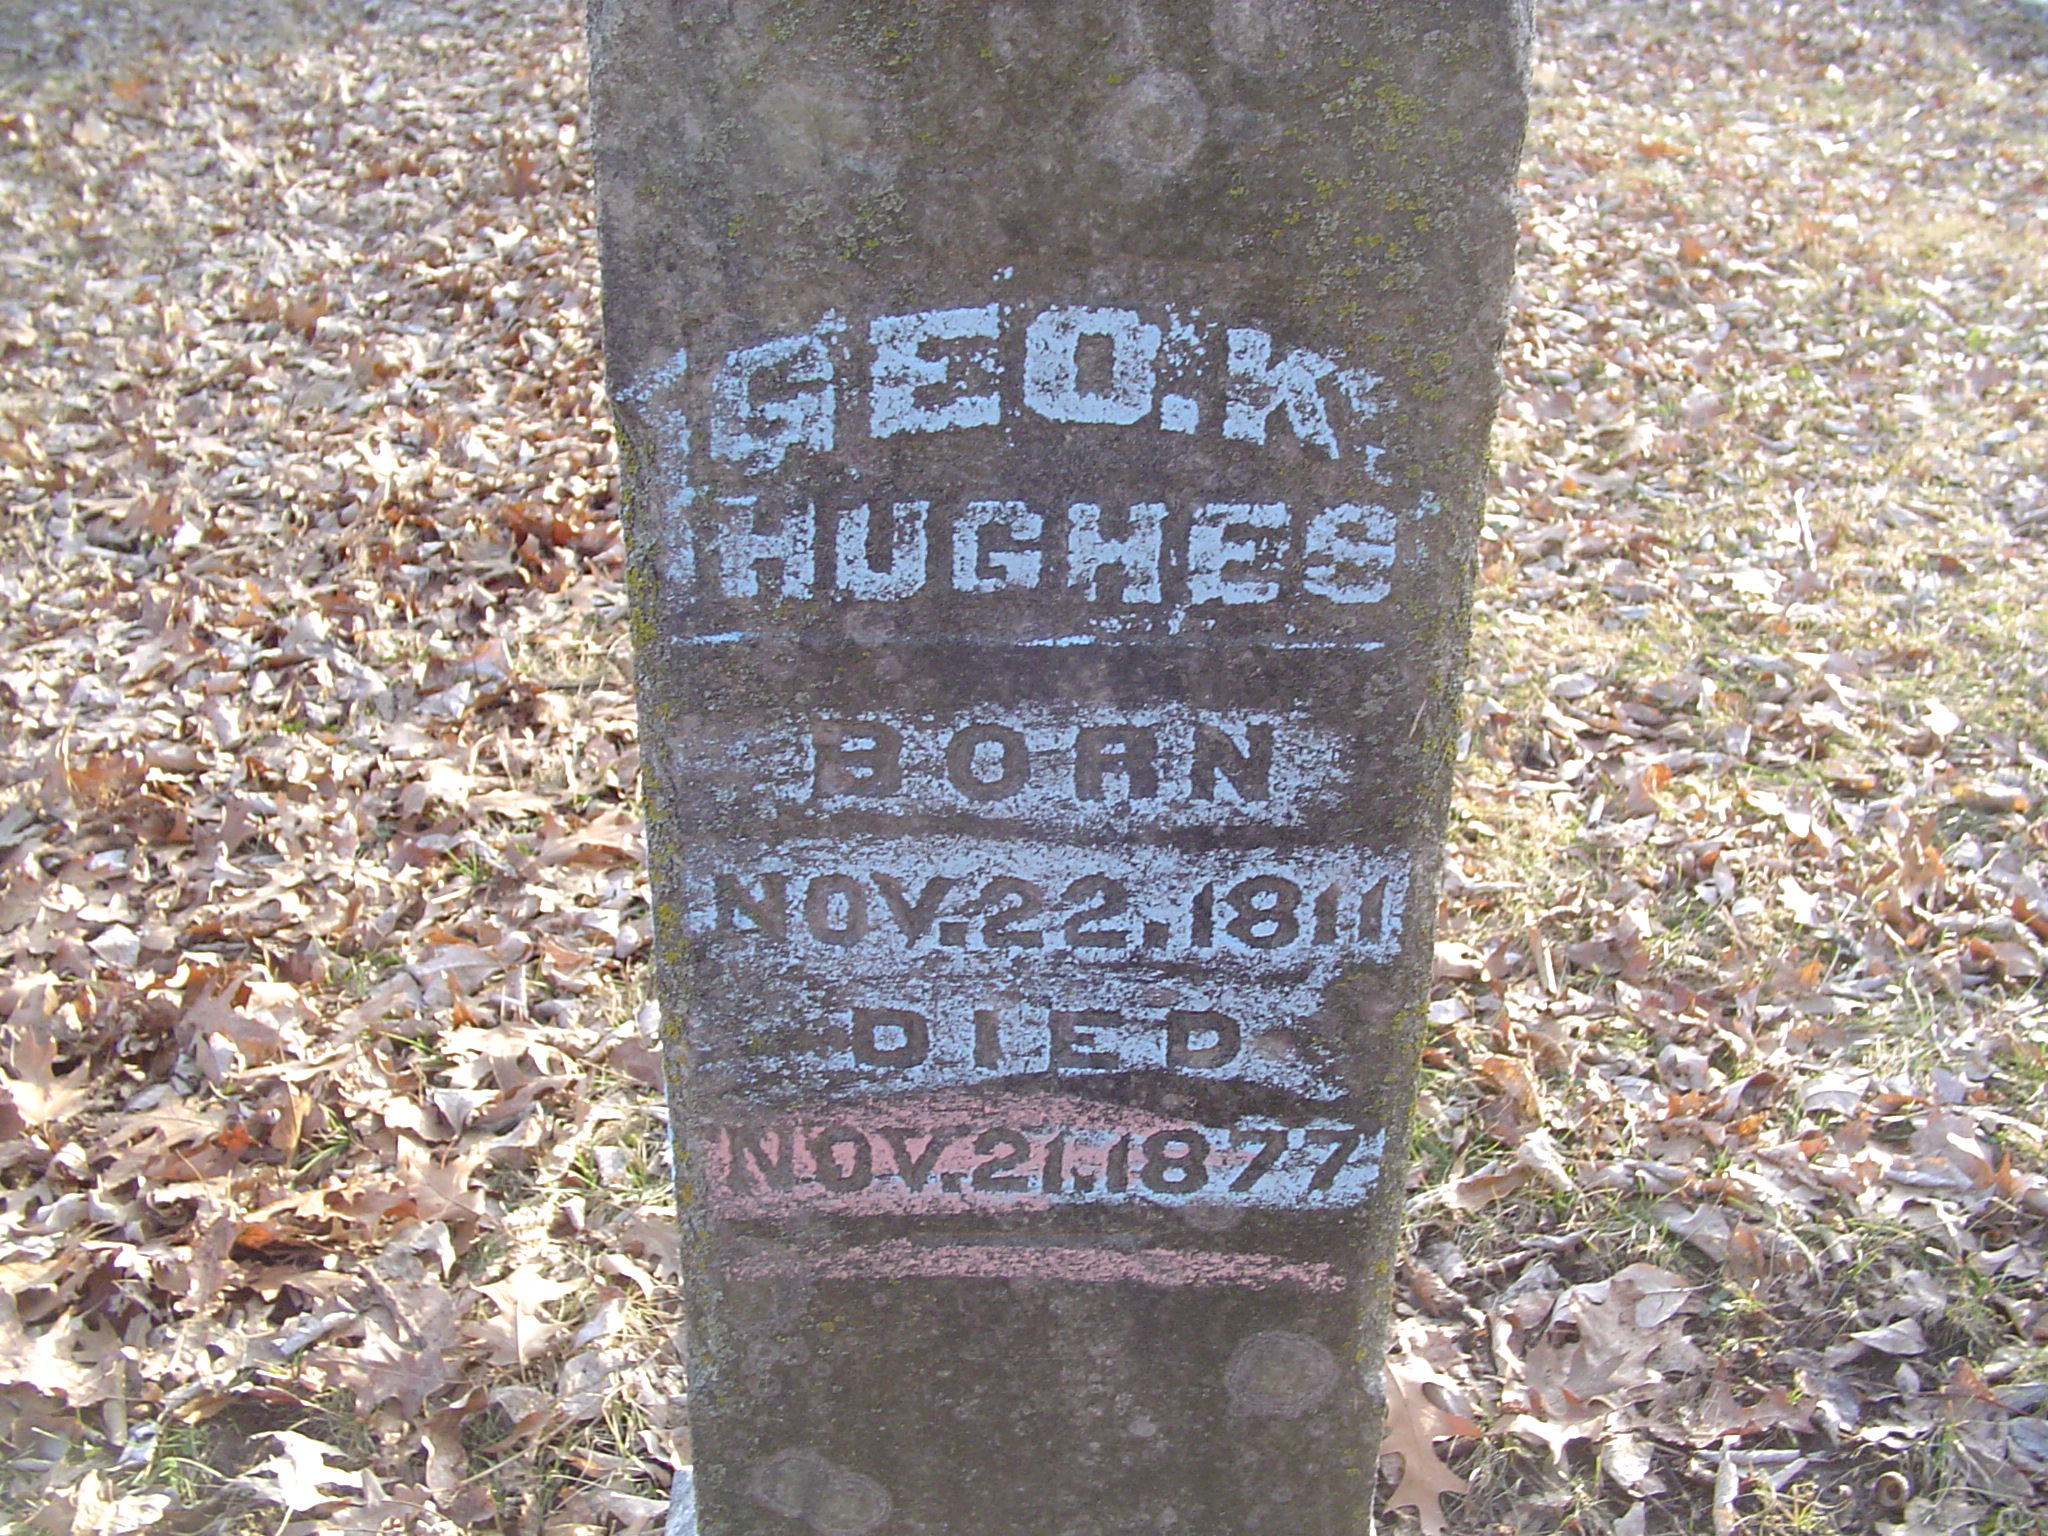 GEO. K.
HUGHES
BORN
NOV. 22, 1811
DIED
NOV. 21, 1877